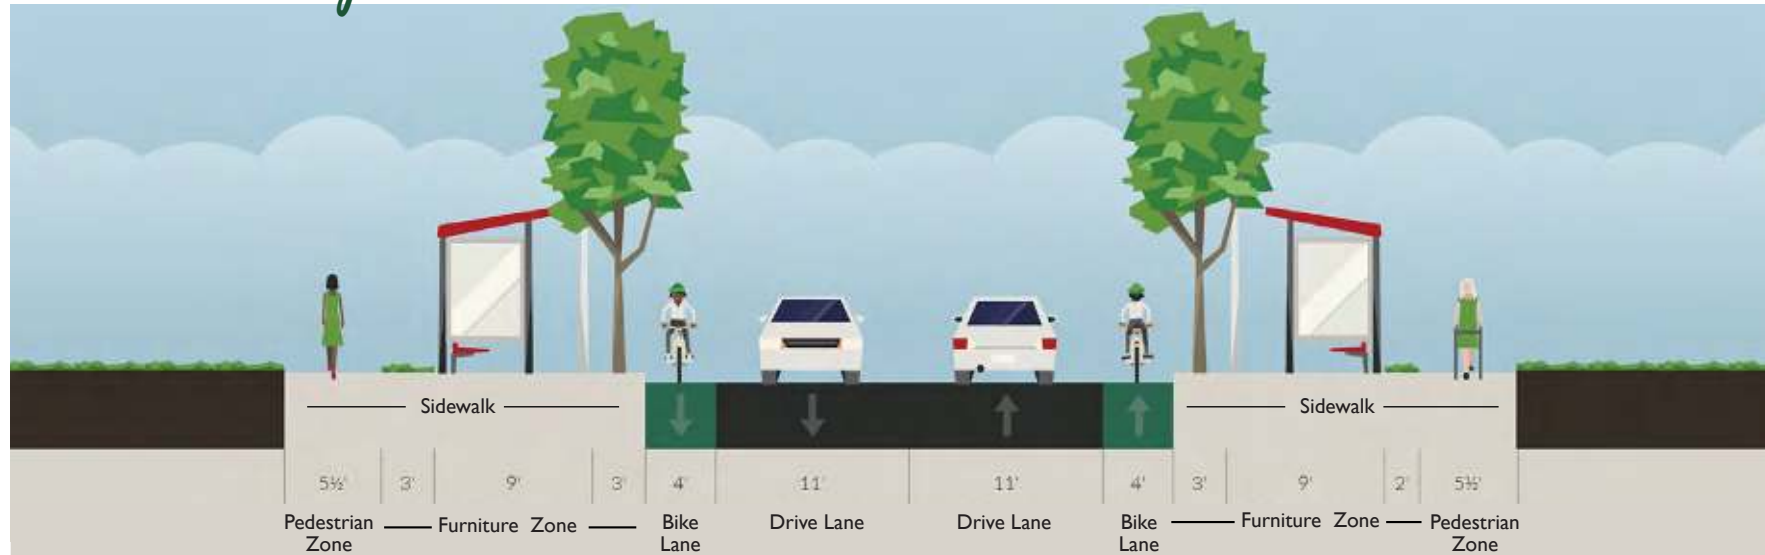 Sidewalk
Sidewalk
5½' 3' 9' 3' 4' 11' 11' 4' 3' 9' 2' 5½'
Pedestrian Zone
Furniture Zone
Bike Lane
Drive Lane
Drive Lane
Bike Lane
Furniture Zone
Pedestrian Zone